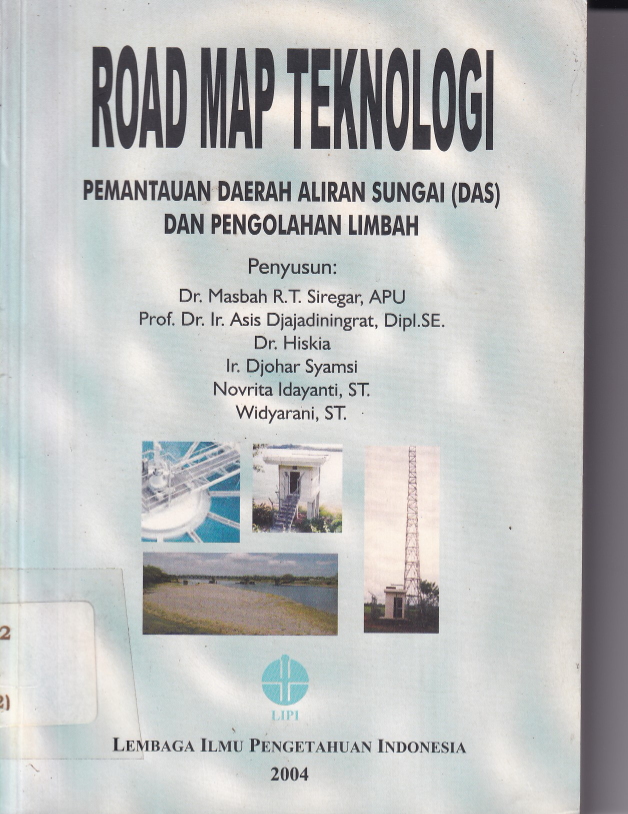 ROAD MAP TEKNOLOGI
PEMANTAUAN DAERAH ALIRAN SUNGAI (DAS)
DAN PENGOLAHAN LIMBAH
Penyusun:
Dr. Masbah R.T. Siregar, APU
Prof. Dr. Ir. Asis Djajadiningrat, Dipl.SE.
Dr. Hiskia
Ir. Djohar Syamsi
Novrita Idayanti, ST.
Widyarani, ST.
2
2)
LIPI
LEMBAGA ILMU PENGETAHUAN INDONESIA
2004